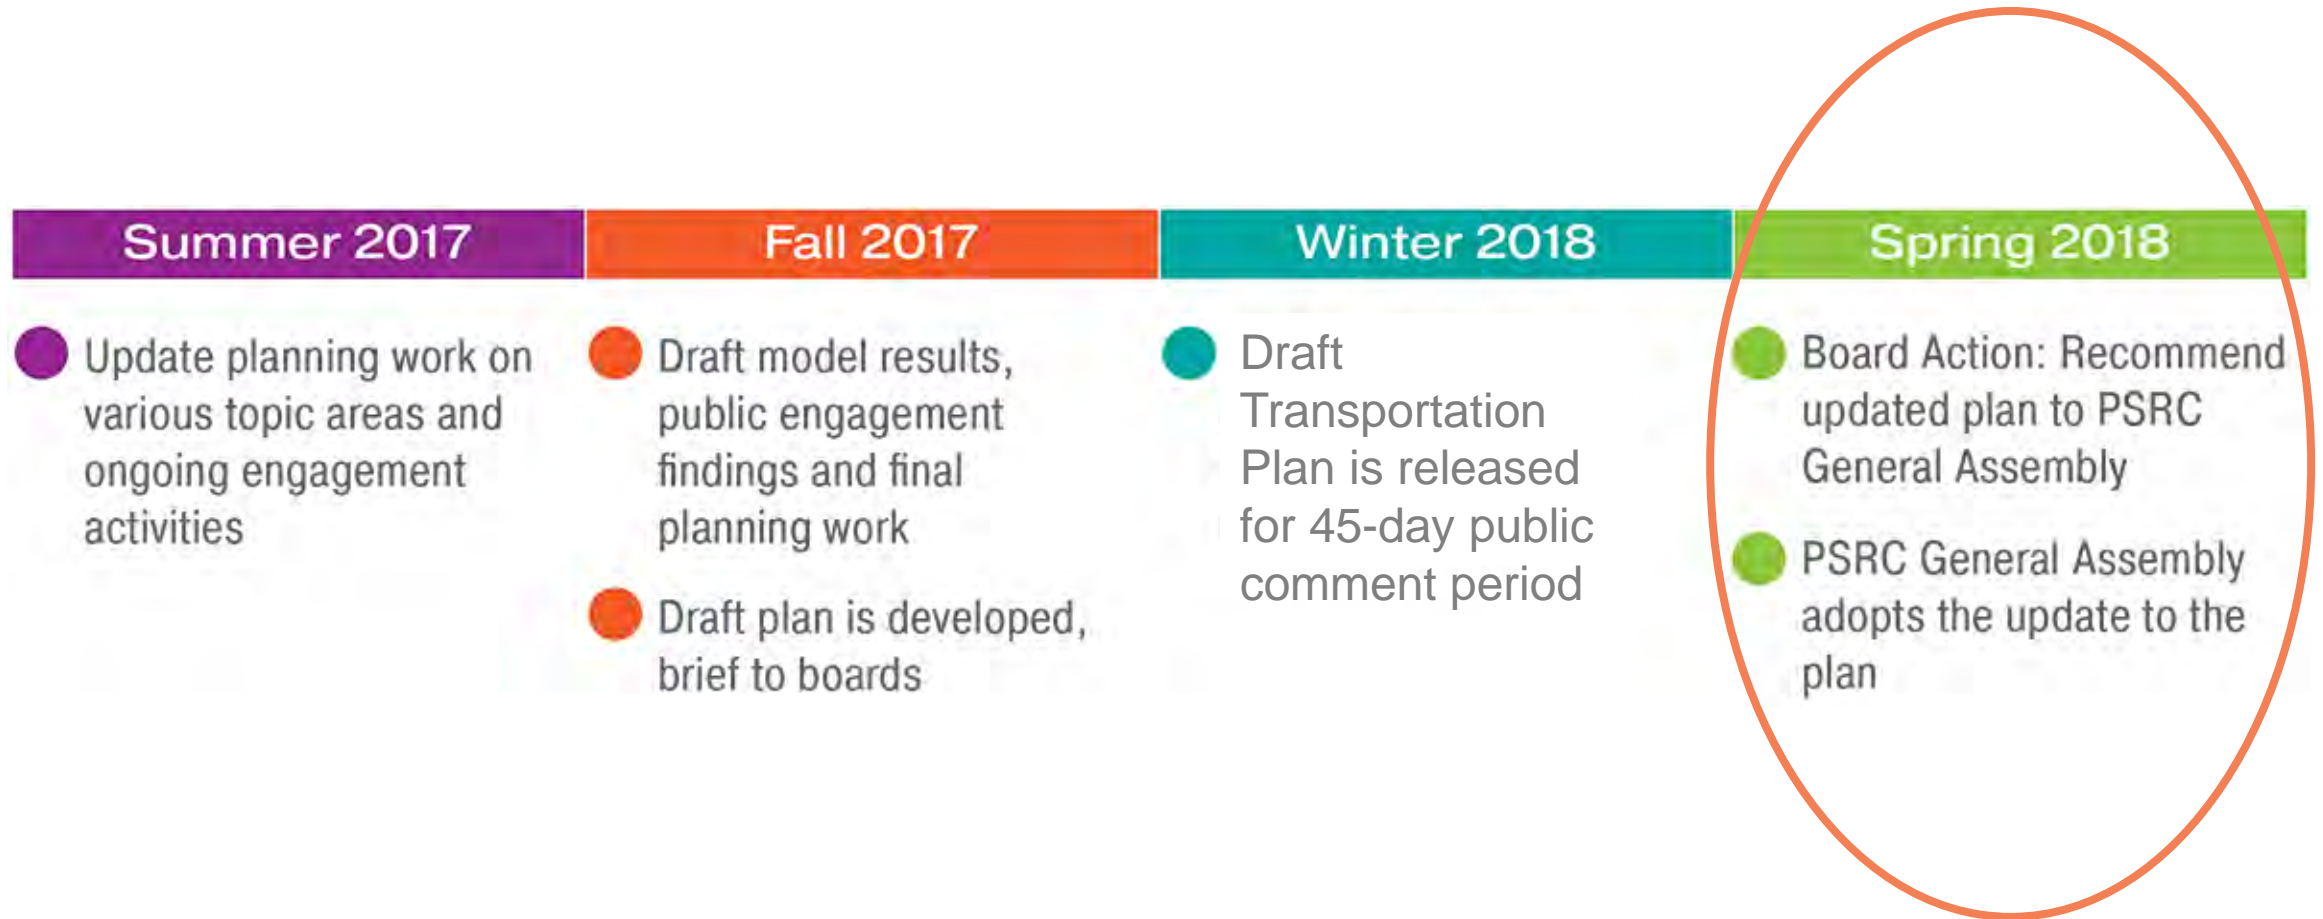 Summer 2017
Update planning work on
various topic areas and
ongoing engagement
activities
Fall 2017
Draft model results,
public engagement
findings and final
planning work
Draft plan is developed,
brief to boards
Winter 2018
Draft
Transportation
Plan is released
for 45-day public
comment period
Spring 2018
Board Action: Recommend
updated plan to PSRC
General Assembly
PSRC General Assembly
adopts the update to the
plan